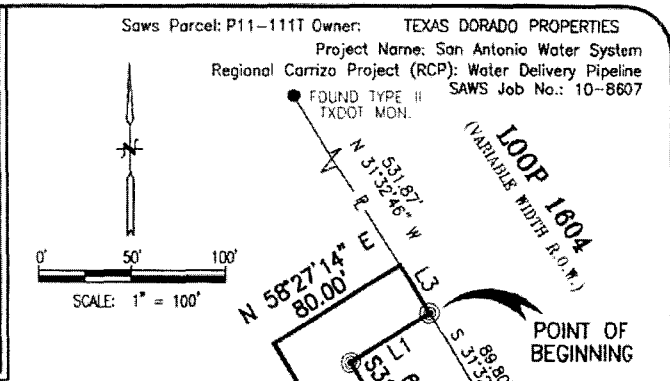 Saws Parcel: P11-111T Owner: TEXAS DORADO PROPERTIES
Project Name: San Antonio Water System
Regional Carrizo Project (RCP): Water Delivery Pipeline
SAWS Job No.: 10-8607
FOUND TYPE II
TXDOT MON.
N
LOOP 1604
(VARIABLE WIDTH R.O.W.)
531.87'
N 31°32'46" W
0' 50' 100'
SCALE: 1" = 100'
N 58°27'14" E
80.00'
L3
L1
POINT OF
BEGINNING
89.80